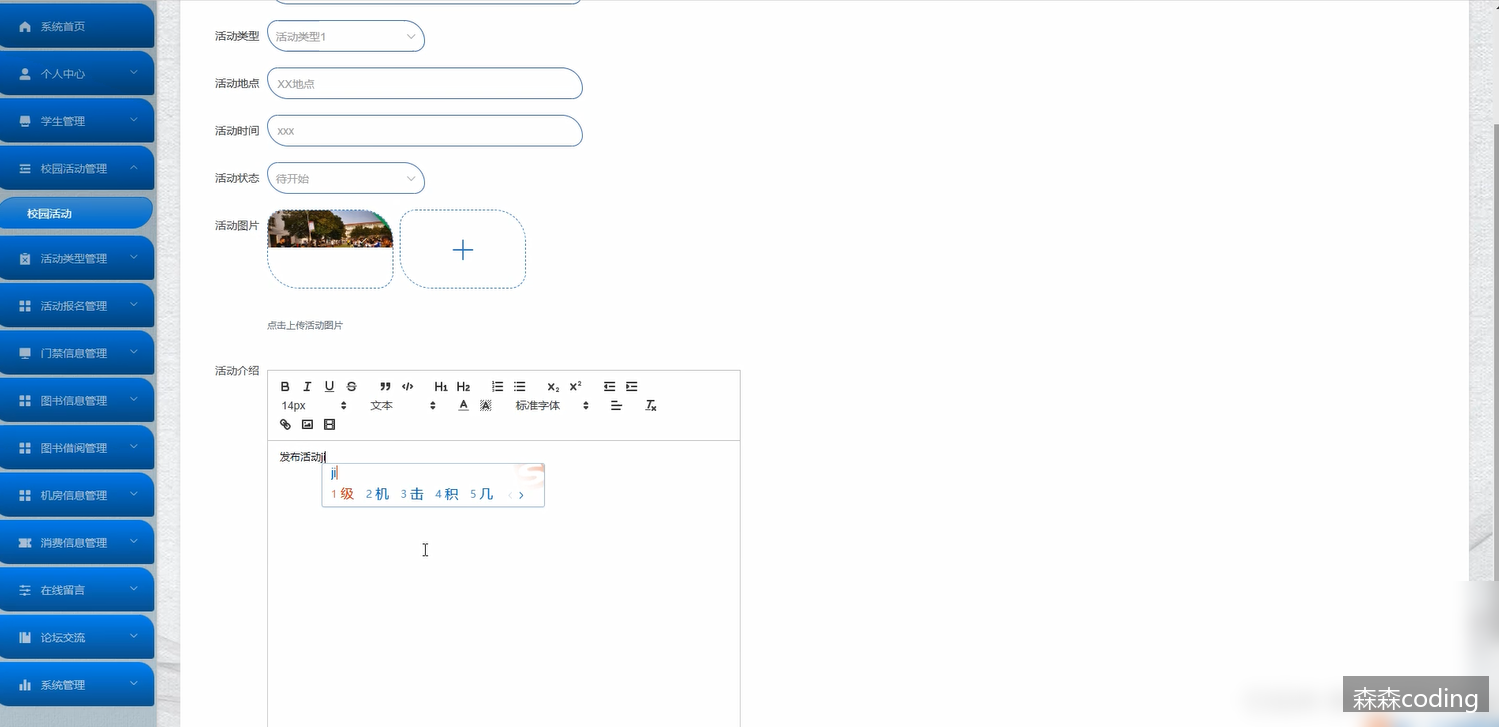 系统首页
个人中心
学生管理
校园活动管理
校园活动
活动类型管理
活动报名管理
门禁信息管理
图书信息管理
图书借阅管理
机房信息管理
消费信息管理
在线留言
论坛交流
系统管理
活动类型 活动类型1
活动地点 XX地点
活动时间 xxx
活动状态 待开始
活动图片
点击上传活动图片
活动介绍
B I U S H1 H2 X2 X2
14px 文本 A A 标准字体 Tx
发布活动ji
ji
1 级 2 机 3 击 4 积 5 几
森森coding